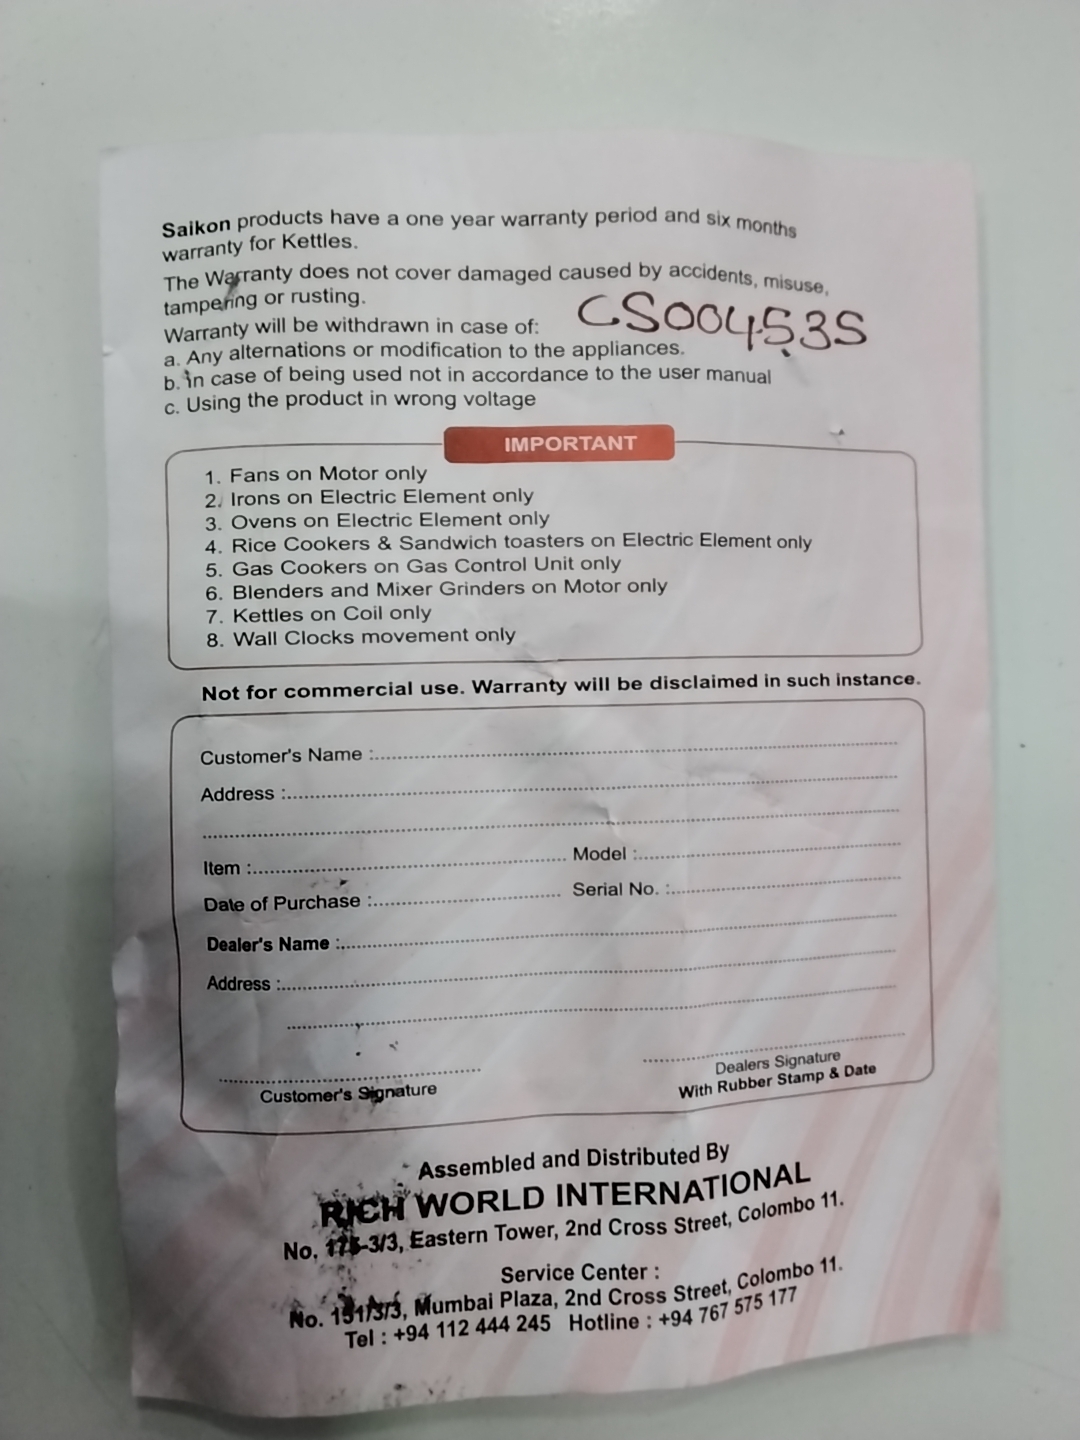 Saikon products have a one year warranty period and six months
warranty for Kettles.
The Warranty does not cover damaged caused by accidents, misuse,
tampering or rusting.
CS004535
Warranty will be withdrawn in case of:
a. Any alternations or modification to the appliances.
b. In case of being used not in accordance to the user manual
c. Using the product in wrong voltage
IMPORTANT
1. Fans on Motor only
2. Irons on Electric Element only
3. Ovens on Electric Element only
4. Rice Cookers & Sandwich toasters on Electric Element only
5. Gas Cookers on Gas Control Unit only
6. Blenders and Mixer Grinders on Motor only
7. Kettles on Coil only
8. Wall Clocks movement only
Not for commercial use. Warranty will be disclaimed in such instance.
Customer's Name :
Address :
Item : Model :
Date of Purchase : Serial No. :
Dealer's Name :
Address :
Dealers Signature
Customer's Signature With Rubber Stamp & Date
Assembled and Distributed By
RICH WORLD INTERNATIONAL
No. 175-3/3, Eastern Tower, 2nd Cross Street, Colombo 11.
Service Center :
No. 151/3/3, Mumbai Plaza, 2nd Cross Street, Colombo 11.
Tel : +94 112 444 245 Hotline : +94 767 575 177